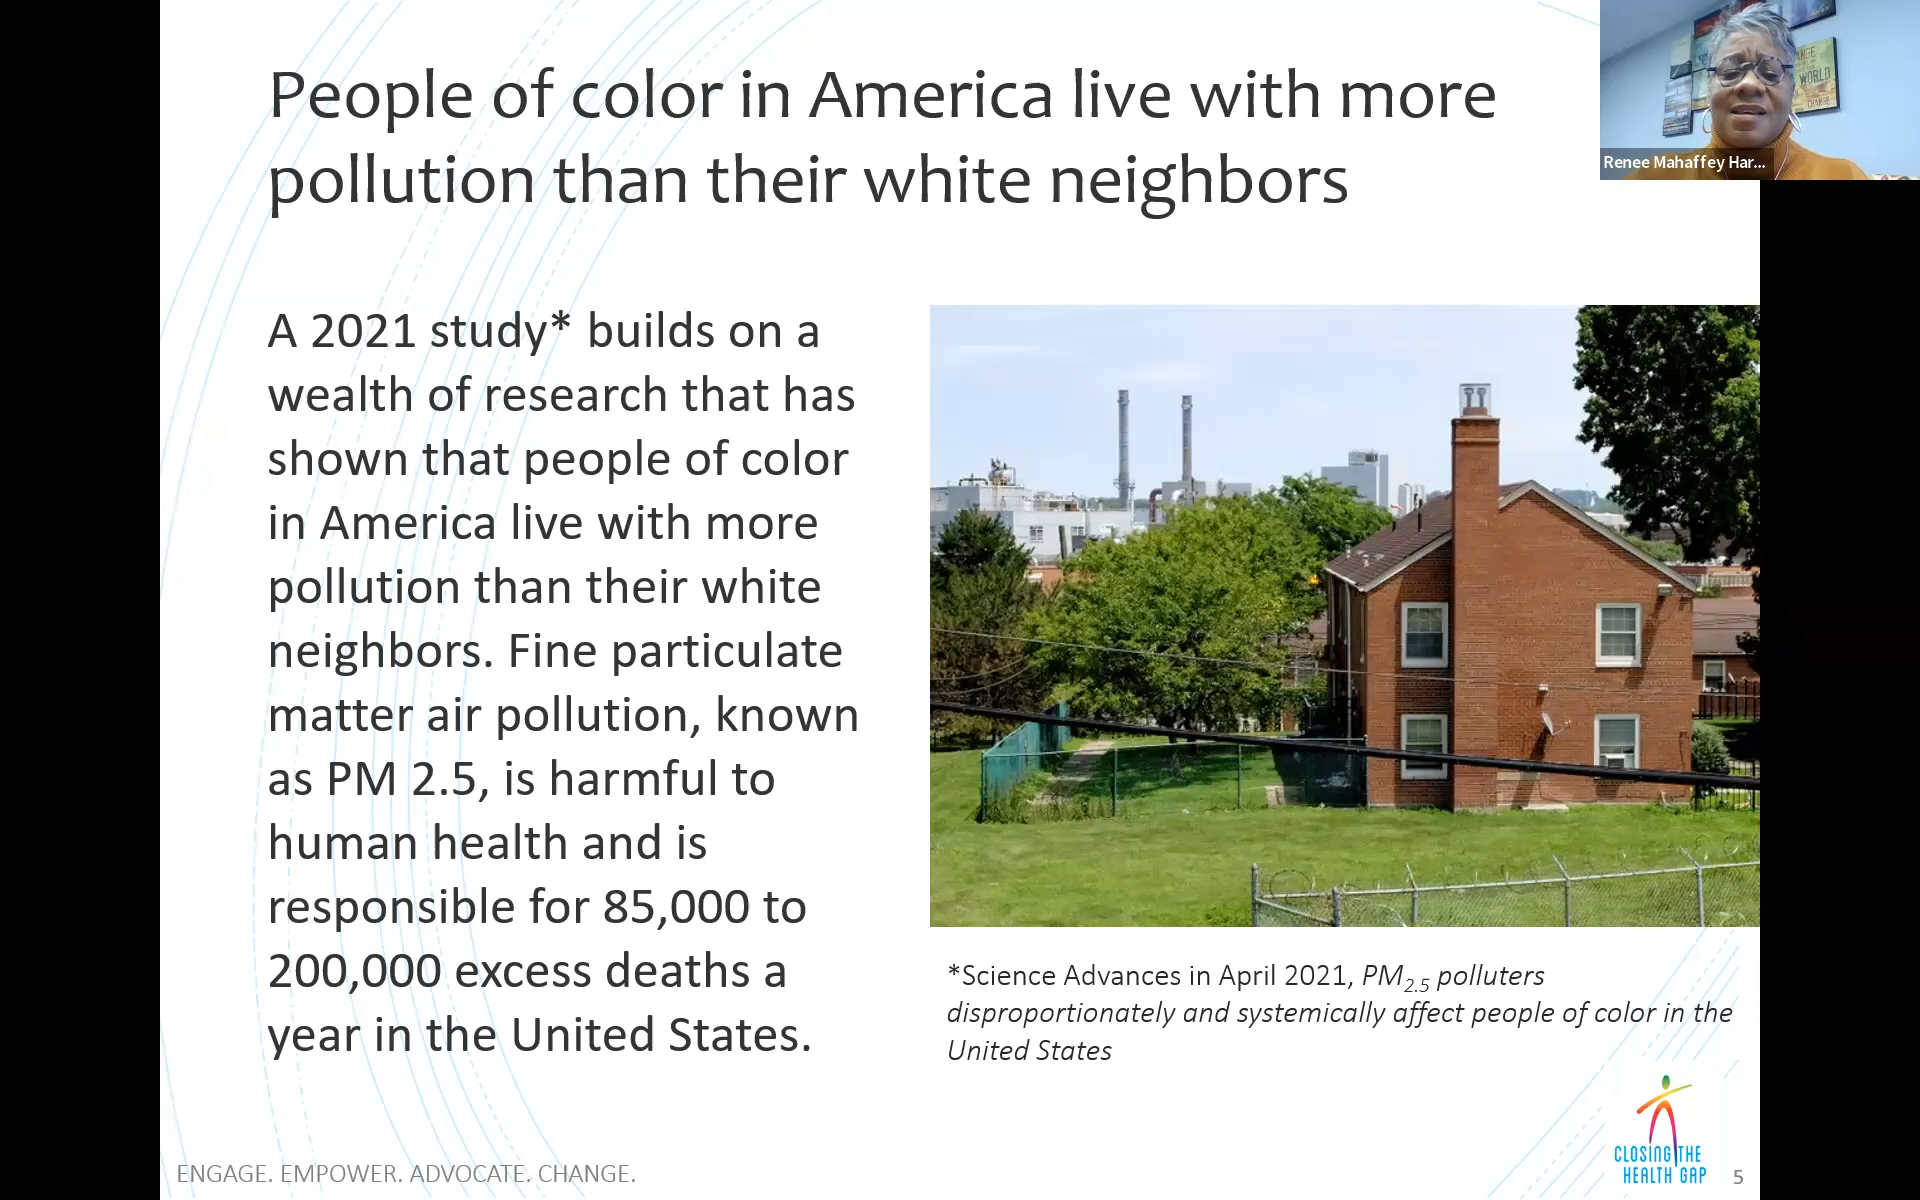 People of color in America live with more
pollution than their white neighbors
ANGE
WORLD
CHANGE
Renee Mahaffey Har...
A 2021 study* builds on a
wealth of research that has
shown that people of color
in America live with more
pollution than their white
neighbors. Fine particulate
matter air pollution, known
as PM 2.5, is harmful to
human health and is
responsible for 85,000 to
200,000 excess deaths a
year in the United States.
*Science Advances in April 2021, PM2.5 polluters
disproportionately and systemically affect people of color in the
United States
CLOSING THE
HEALTH GAP
ENGAGE. EMPOWER. ADVOCATE. CHANGE.
5